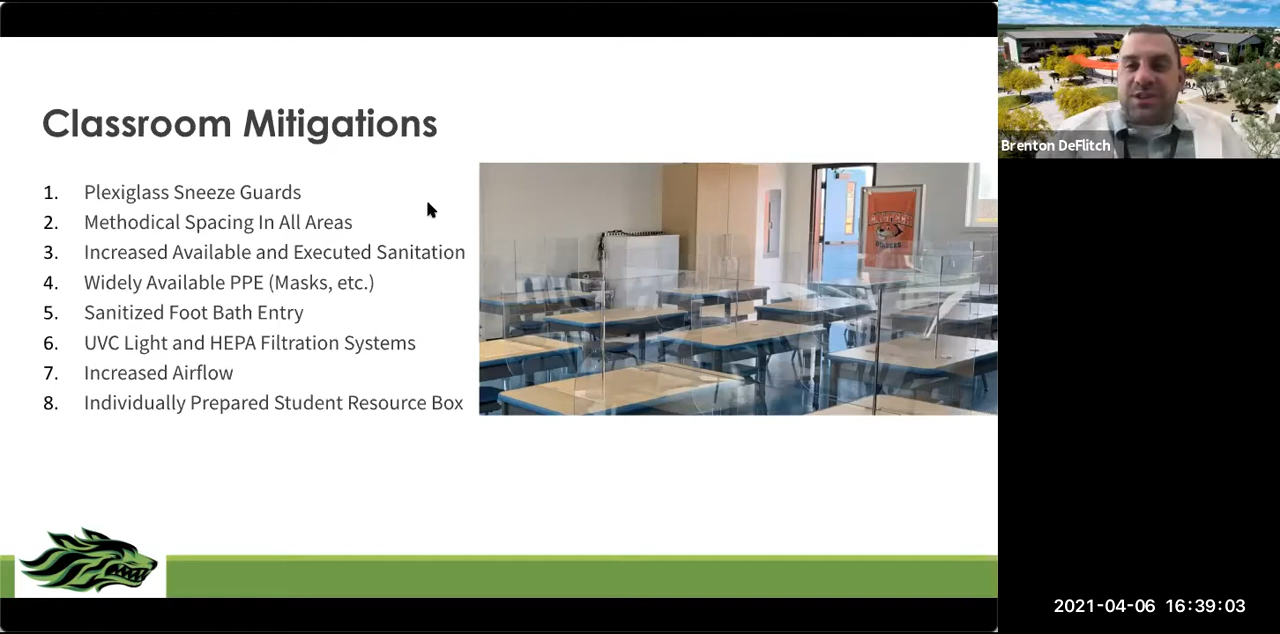 Classroom Mitigations
1. Plexiglass Sneeze Guards
2. Methodical Spacing In All Areas
3. Increased Available and Executed Sanitation
4. Widely Available PPE (Masks, etc.)
5. Sanitized Foot Bath Entry
6. UVC Light and HEPA Filtration Systems
7. Increased Airflow
8. Individually Prepared Student Resource Box
Brenton DeFlitch
2021-04-06 16:39:03